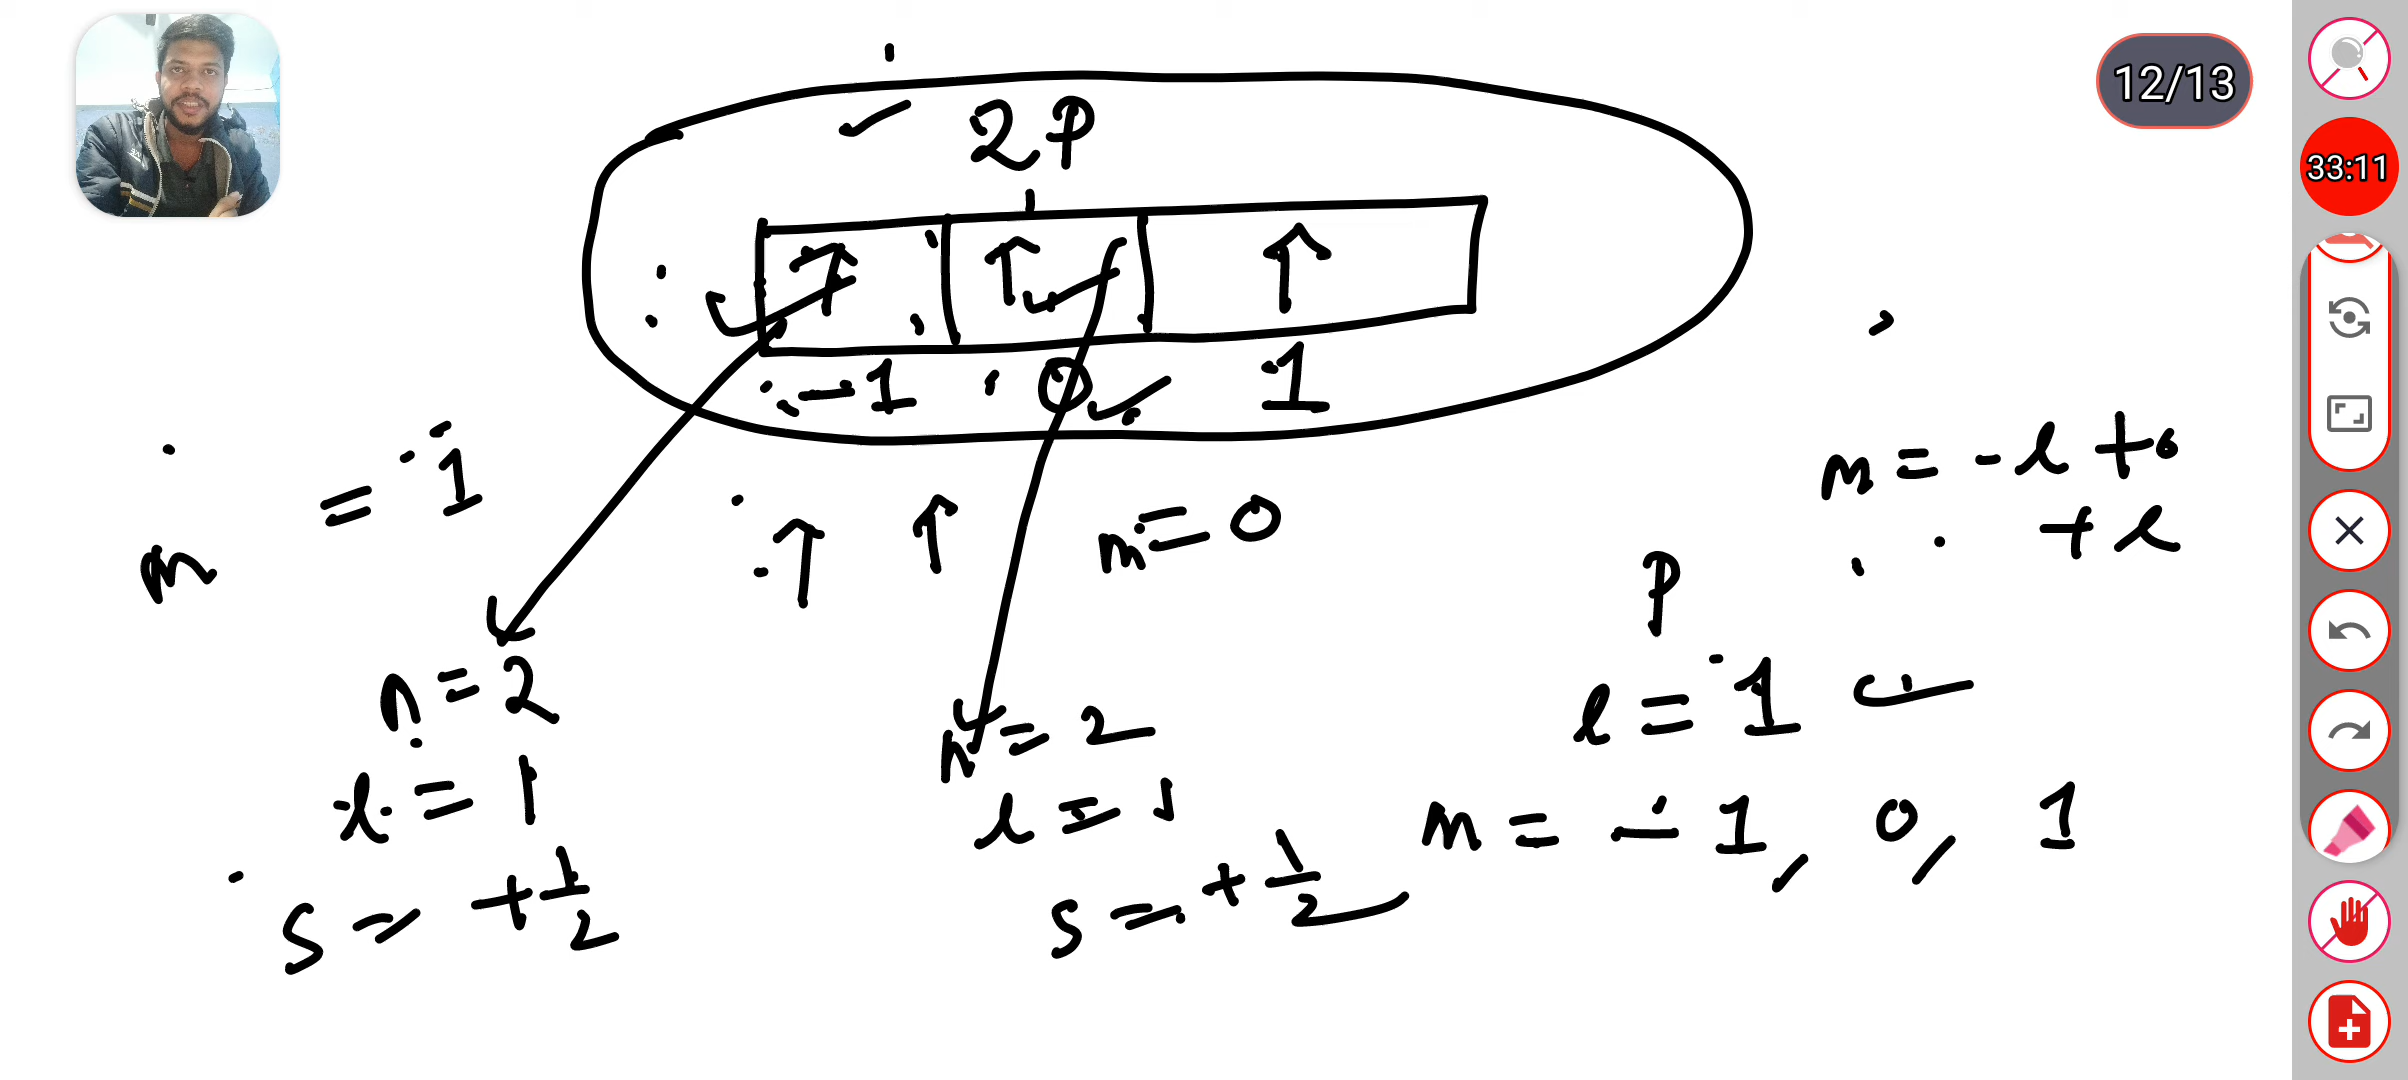 12/13
33:11
2P
↑ ↑ ↑
-1 0 1
m = -1
↑ ↑ m = 0
m = -l to
+l
P
n = 2
l = 1
s = +1/2
n = 2
l = 1
s = +1/2
l = 1
m = -1, 0, 1